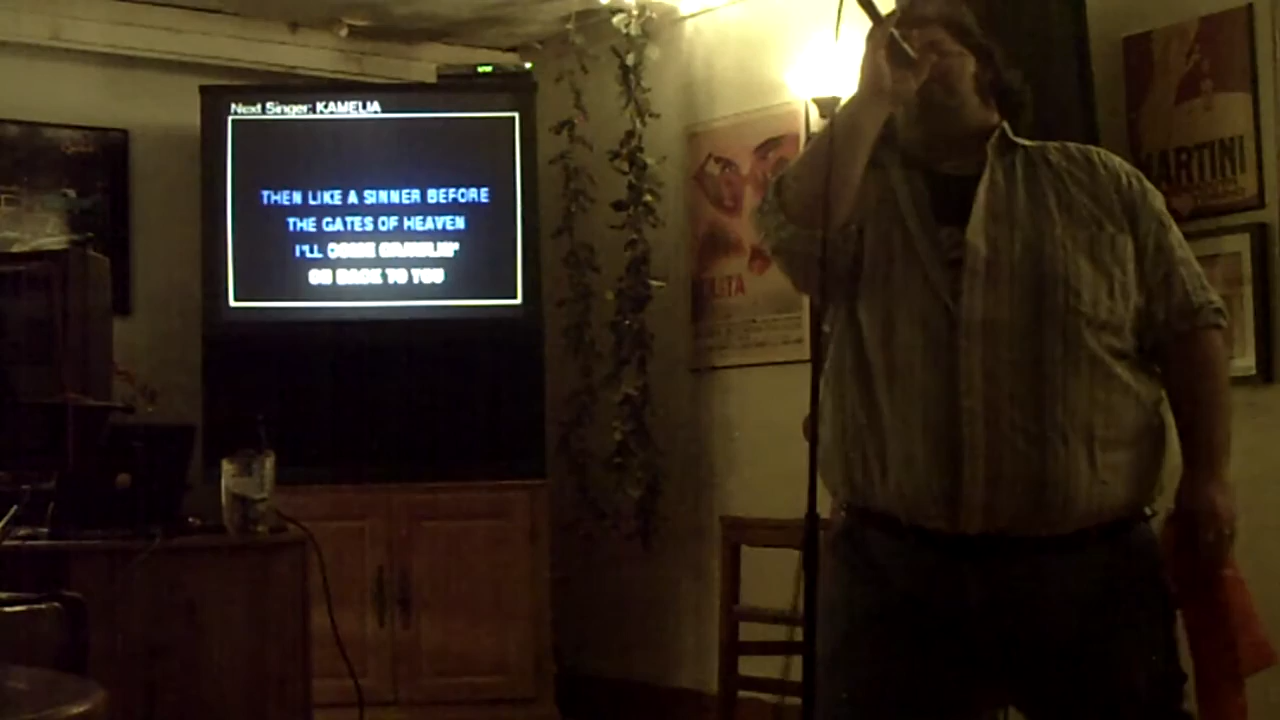 Next Singer: KAMELIA
THEN LIKE A SINNER BEFORE
THE GATES OF HEAVEN
I'LL COME CRAWLIN'
ON BACK TO YOU
MARTINI
LITA